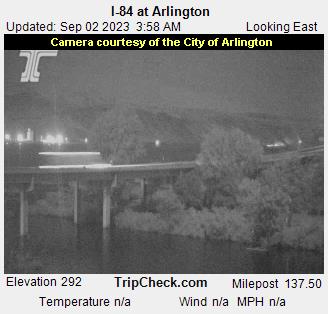 I-84 at Arlington
Updated: Sep 02 2023 3:58 AM Looking East
Camera courtesy of the City of Arlington
Elevation 292 TripCheck.com Milepost 137.50
Temperature n/a Wind n/a MPH n/a